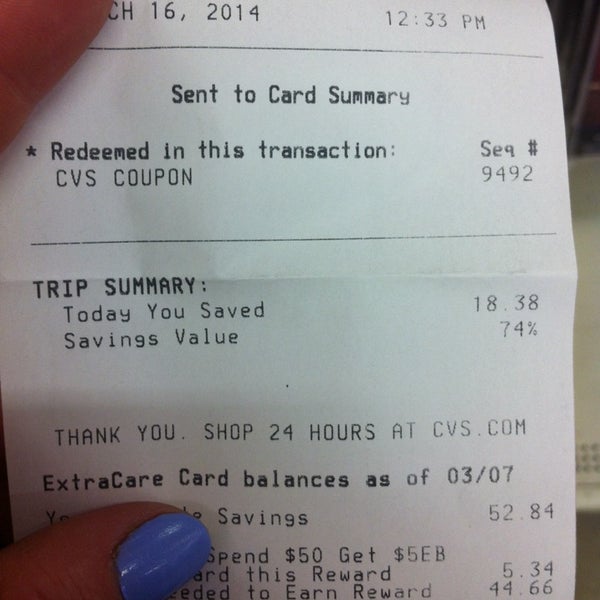 CH 16, 2014 12:33 PM
Sent to Card Summary
* Redeemed in this transaction: Seq #
CVS COUPON 9492
TRIP SUMMARY:
Today You Saved 18.38
Savings Value 74%
THANK YOU. SHOP 24 HOURS AT CVS.COM
ExtraCare Card balances as of 03/07
Savings 52.84
Spend $50 Get $5EB
this Reward 5.34
to Earn Reward 44.66